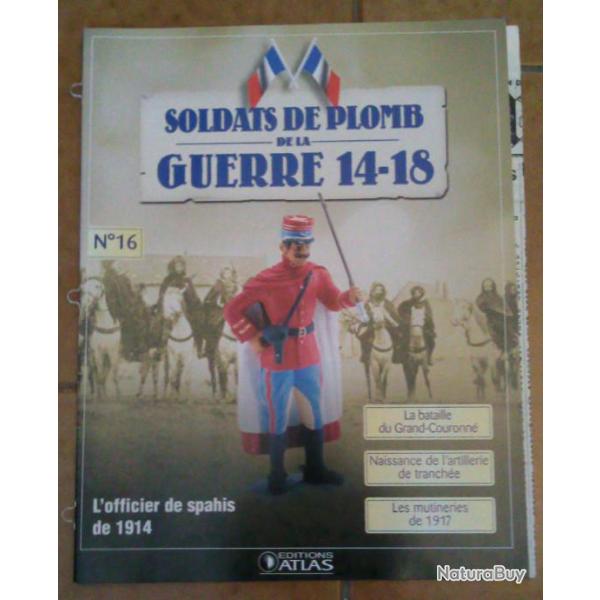 SOLDATS DE PLOMB
DE LA
GUERRE 14-18
N°16
La bataille
du Grand-Couronné
Naissance de l'artillerie
de tranchée
Les mutineries
de 1917
L'officier de spahis
de 1914
EDITIONS
ATLAS
NaturaBuy